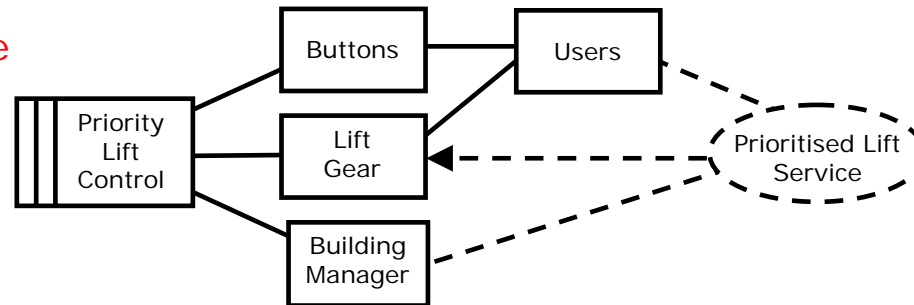 e
Buttons
Users
Priority
Lift
Control
Lift
Gear
Prioritised Lift
Service
Building
Manager